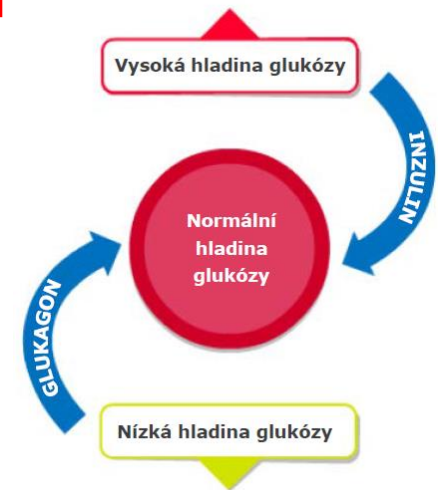 Vysoká hladina glukózy
INZULIN
Normální
hladina
glukózy
GLUKAGON
Nízká hladina glukózy